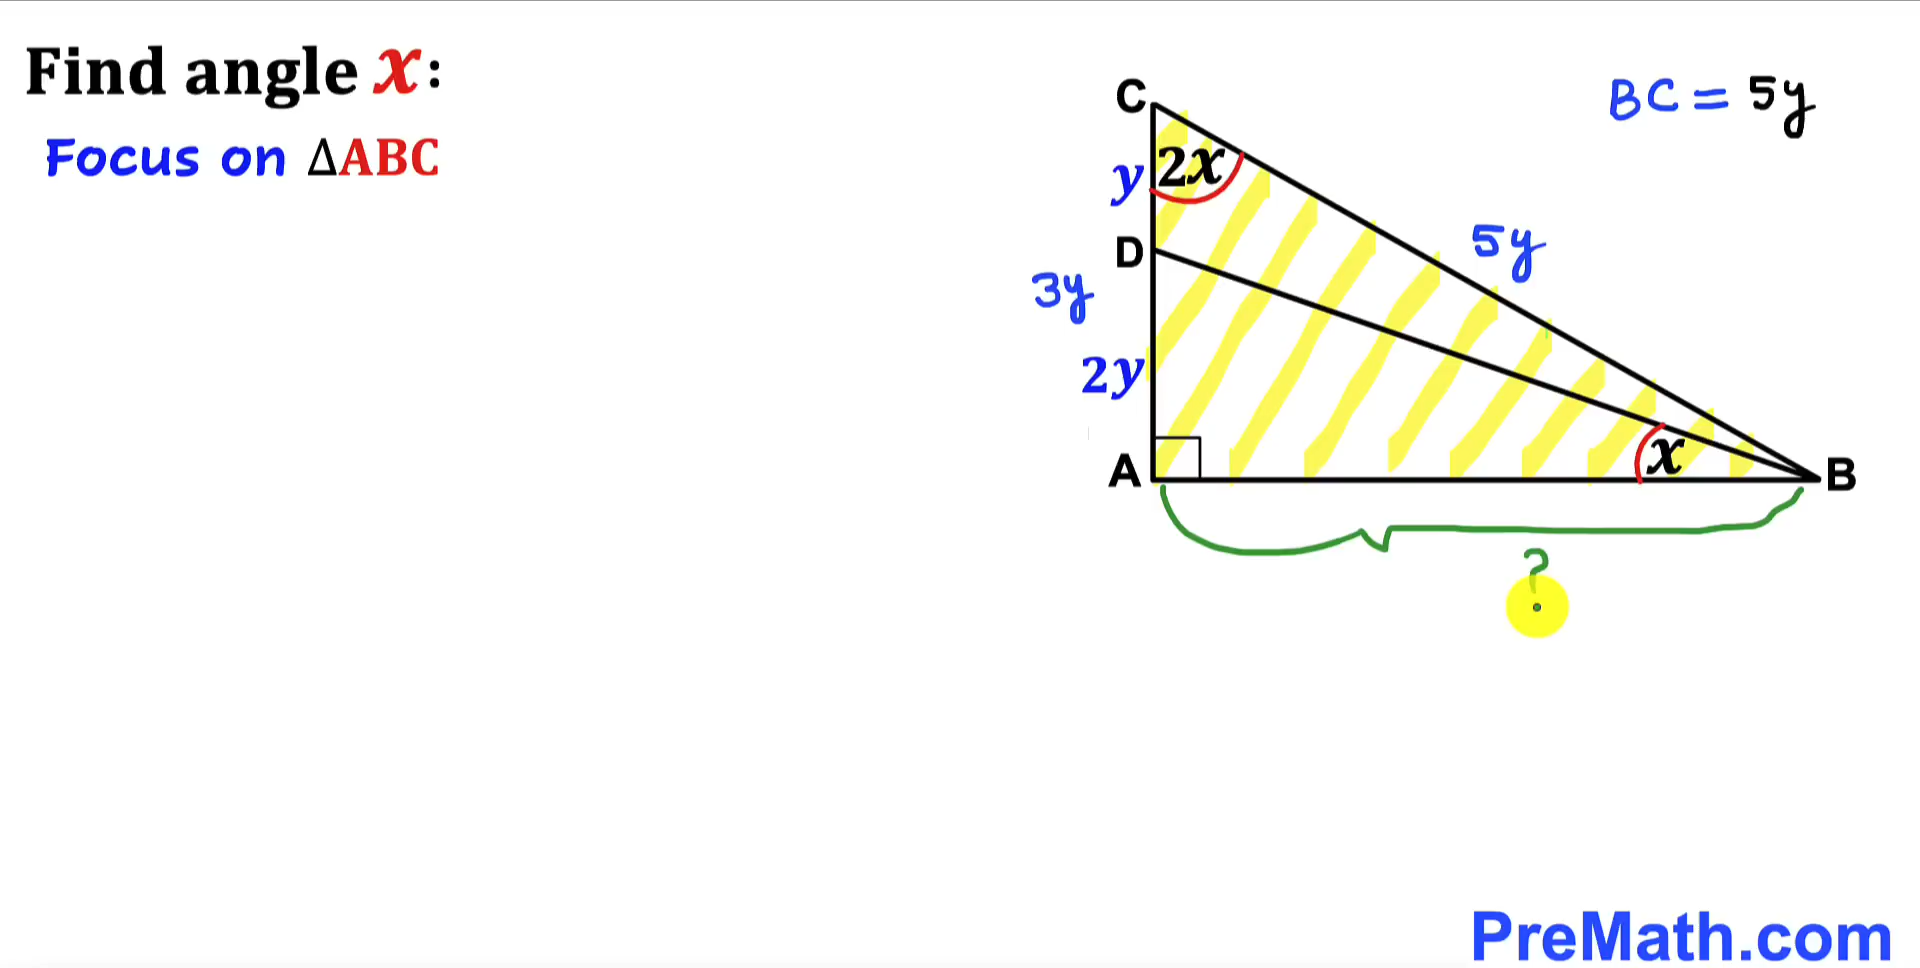 Find angle x:
Focus on ΔABC
BC = 5y
C
2x
y
5y
D
3y
2y
x
A
B
?
PreMath.com